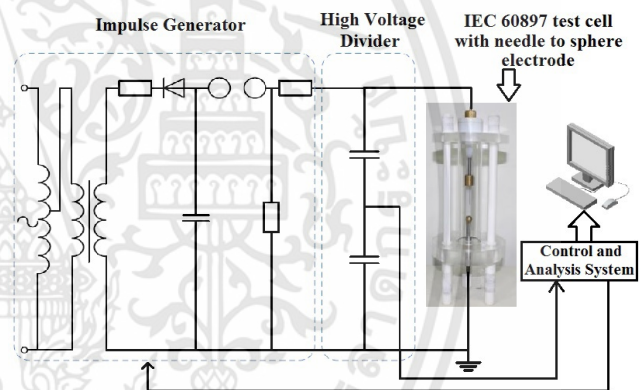 Impulse Generator
High Voltage
Divider
IEC 60897 test cell
with needle to sphere
electrode
Control and
Analysis System